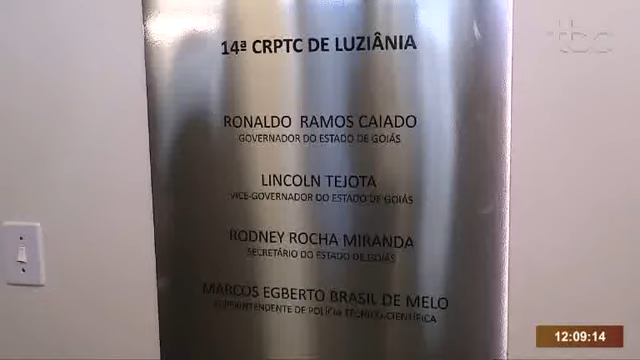 tbc
14ª CRPTC DE LUZIÂNIA
RONALDO RAMOS CAIADO
GOVERNADOR DO ESTADO DE GOIÁS
LINCOLN TEJOTA
VICE-GOVERNADOR DO ESTADO DE GOIÁS
RODNEY ROCHA MIRANDA
SECRETÁRIO DO ESTADO DE GOIÁS
MARCOS EGBERTO BRASIL DE MELO
SUPERINTENDENTE DE POLÍCIA TÉCNICO-CIENTÍFICA
12:09:14